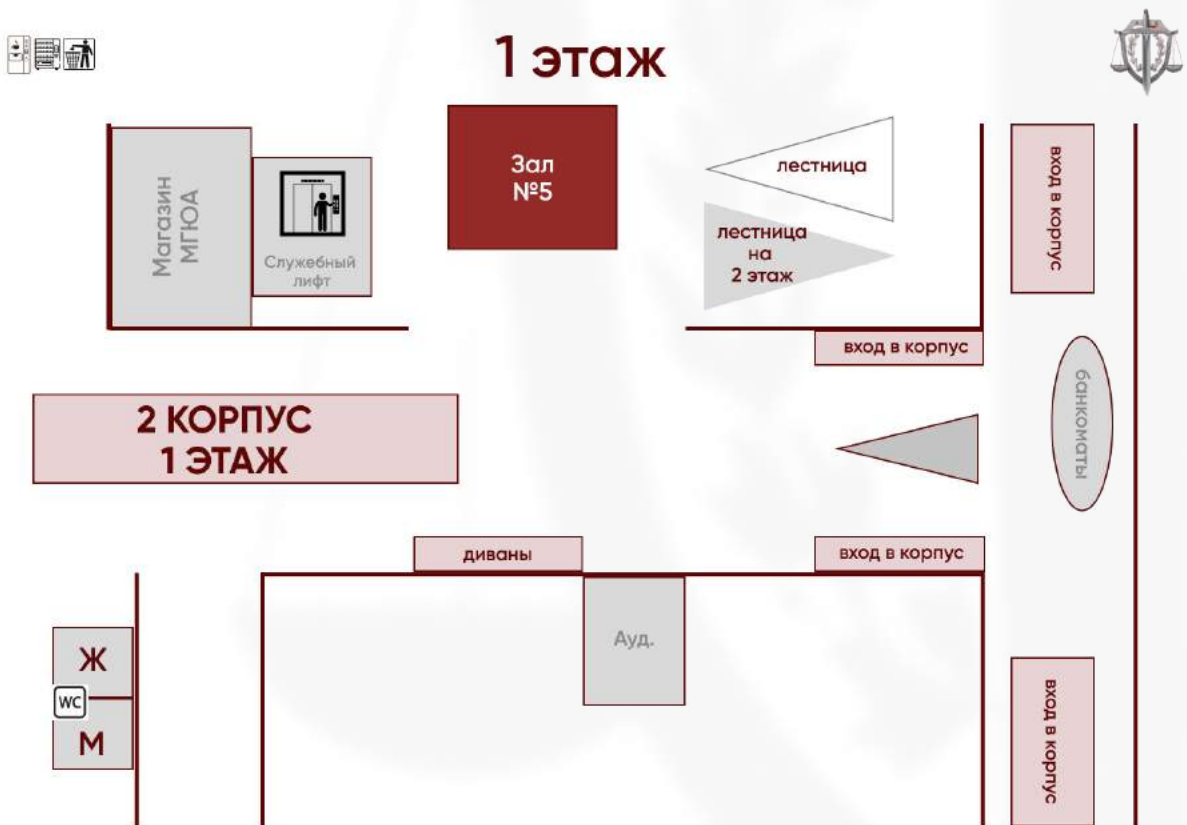 1 этаж
Магазин
МГЮА
Служебный
лифт
Зал
№5
лестница
лестница
на
2 этаж
вход в корпус
вход в корпус
банкоматы
2 КОРПУС
1 ЭТАЖ
диваны
вход в корпус
Ауд.
Ж
WC
М
вход в корпус